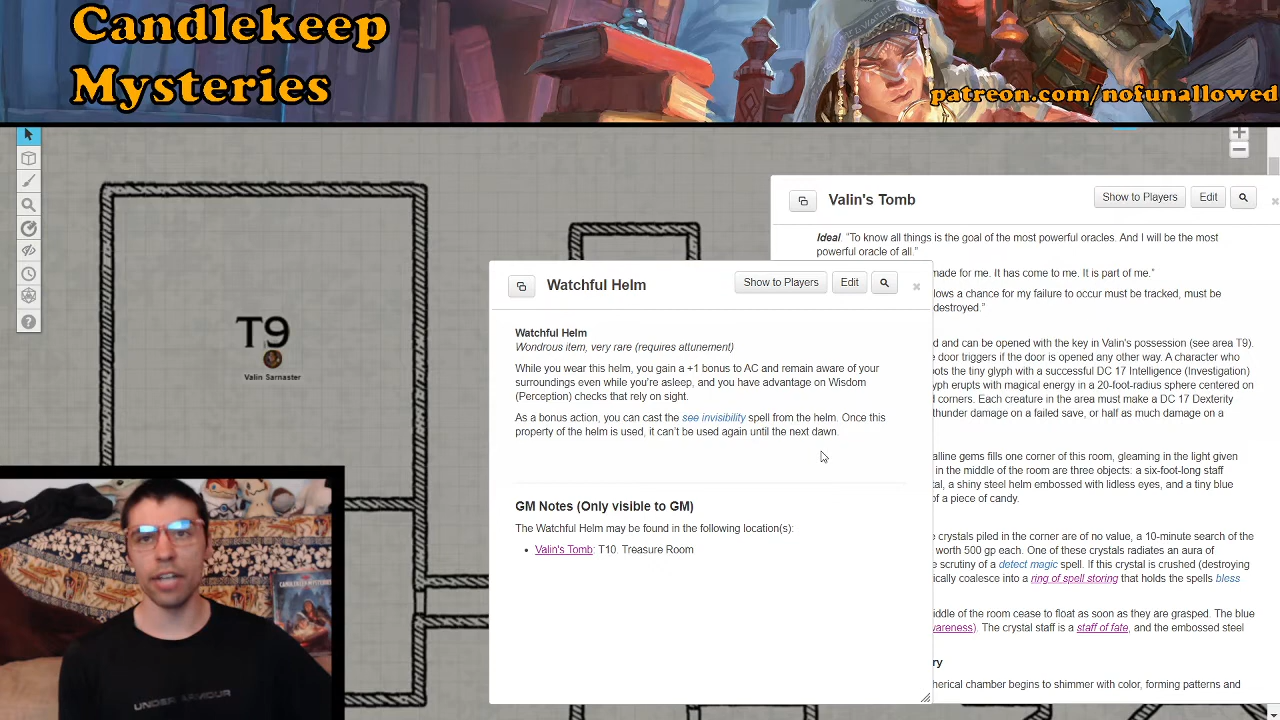 Candlekeep
Mysteries
patreon.com/nofunallowed
T9
Valin Sarnaster
Valin's Tomb
Show to Players
Edit
Ideal. "To know all things is the goal of the most powerful oracles. And I will be the most
powerful oracle of all."
made for me. It has come to me. It is part of me."
llows a chance for my failure to occur must be tracked, must be
destroyed."
d and can be opened with the key in Valin's possession (see area T9).
door triggers if the door is opened any other way. A character who
ots the glyph with a successful DC 17 Intelligence (Investigation)
lyph erupts with magical energy in a 20-foot-radius sphere centered on
d corners. Each creature in the area must make a DC 17 Dexterity
thunder damage on a failed save, or half as much damage on a
alline gems fills one corner of this room, gleaming in the light given
in the middle of the room are three objects: a six-foot-long staff
tal, a shiny steel helm embossed with lidless eyes, and a tiny blue
of a piece of candy.
e crystals piled in the corner are of no value, a 10-minute search of the
worth 500 gp each. One of these crystals radiates an aura of
e scrutiny of a detect magic spell. If this crystal is crushed (destroying
ically coalesce into a ring of spell storing that holds the spells bless
iddle of the room cease to float as soon as they are grasped. The blue
wareness). The crystal staff is a staff of fate, and the embossed steel
ry
herical chamber begins to shimmer with color, forming patterns and
Watchful Helm
Show to Players
Edit
Watchful Helm
Wondrous item, very rare (requires attunement)
While you wear this helm, you gain a +1 bonus to AC and remain aware of your
surroundings even while you're asleep, and you have advantage on Wisdom
(Perception) checks that rely on sight.
As a bonus action, you can cast the see invisibility spell from the helm. Once this
property of the helm is used, it can't be used again until the next dawn.
GM Notes (Only visible to GM)
The Watchful Helm may be found in the following location(s):
• Valin's Tomb: T10. Treasure Room
CANDLEKEEP MYSTERIES
UNDER ARMOUR